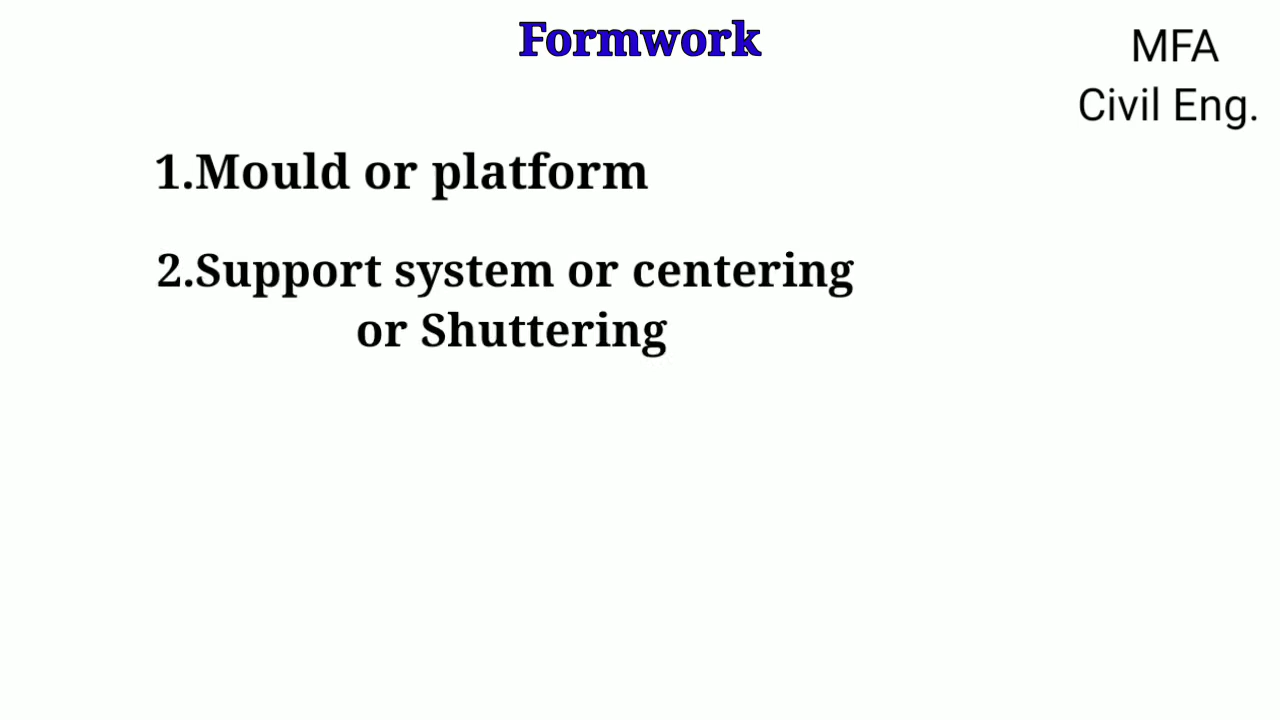 Formwork
MFA
Civil Eng.
1.Mould or platform
2.Support system or centering
or Shuttering